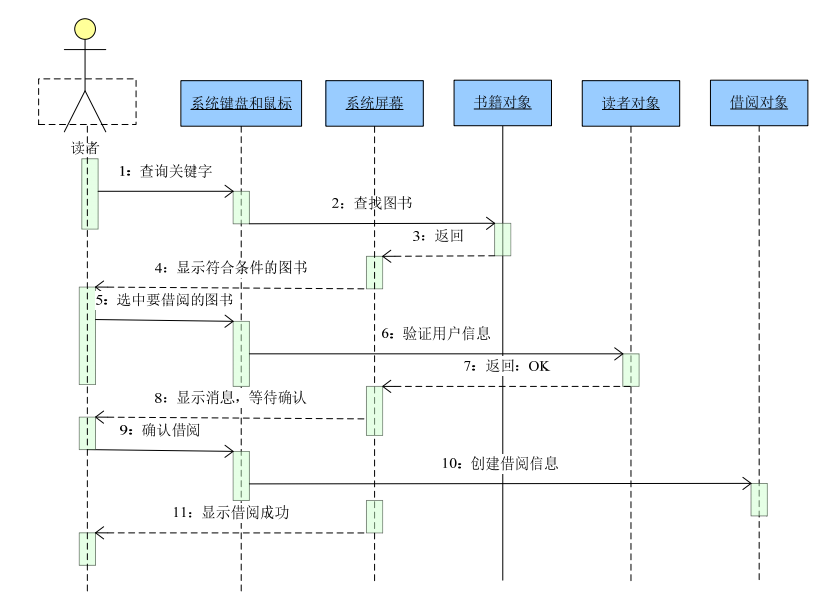 系统键盘和鼠标
系统屏幕
书籍对象
读者对象
借阅对象
读者
1：查询关键字
2：查找图书
3：返回
4：显示符合条件的图书
5：选中要借阅的图书
6：验证用户信息
7：返回：OK
8：显示消息，等待确认
9：确认借阅
10：创建借阅信息
11：显示借阅成功